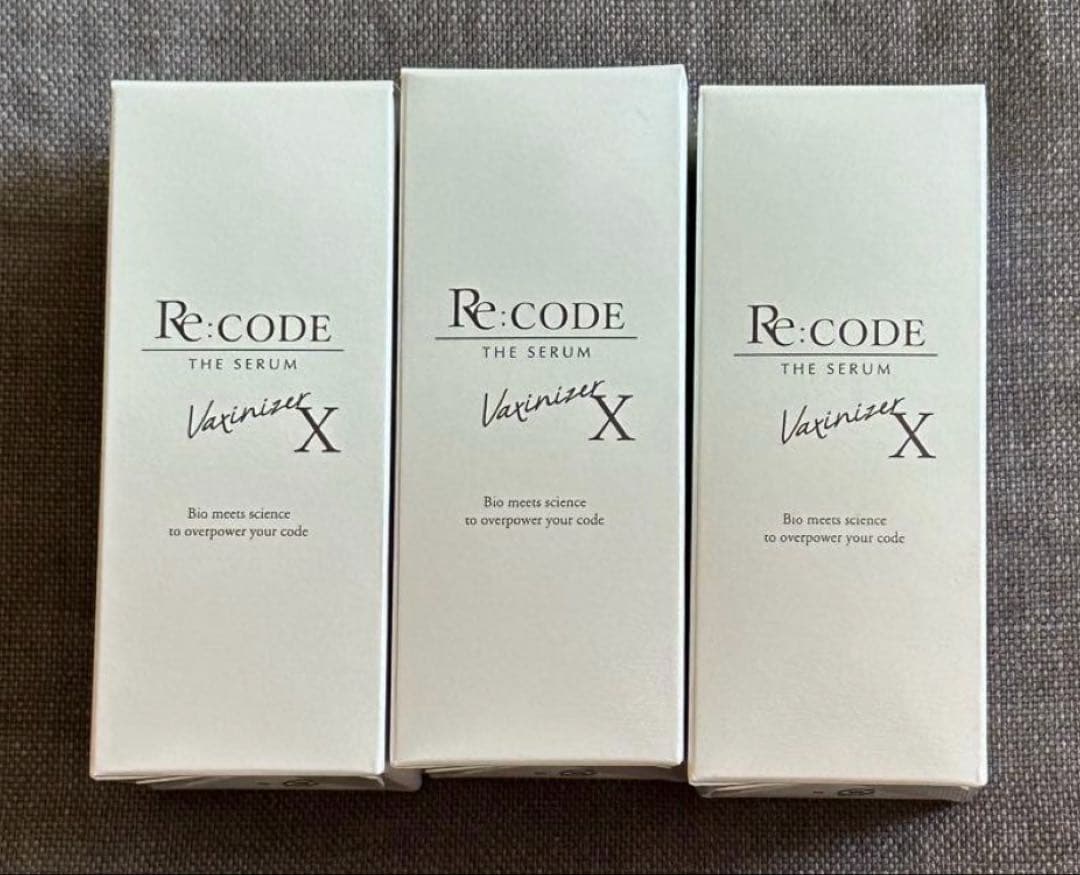 Re:CODE
THE SERUM
Vaxinizer X
Bio meets science
to overpower your code
Re:CODE
THE SERUM
Vaxinizer X
Bio meets science
to overpower your code
Re:CODE
THE SERUM
Vaxinizer X
Bio meets science
to overpower your code